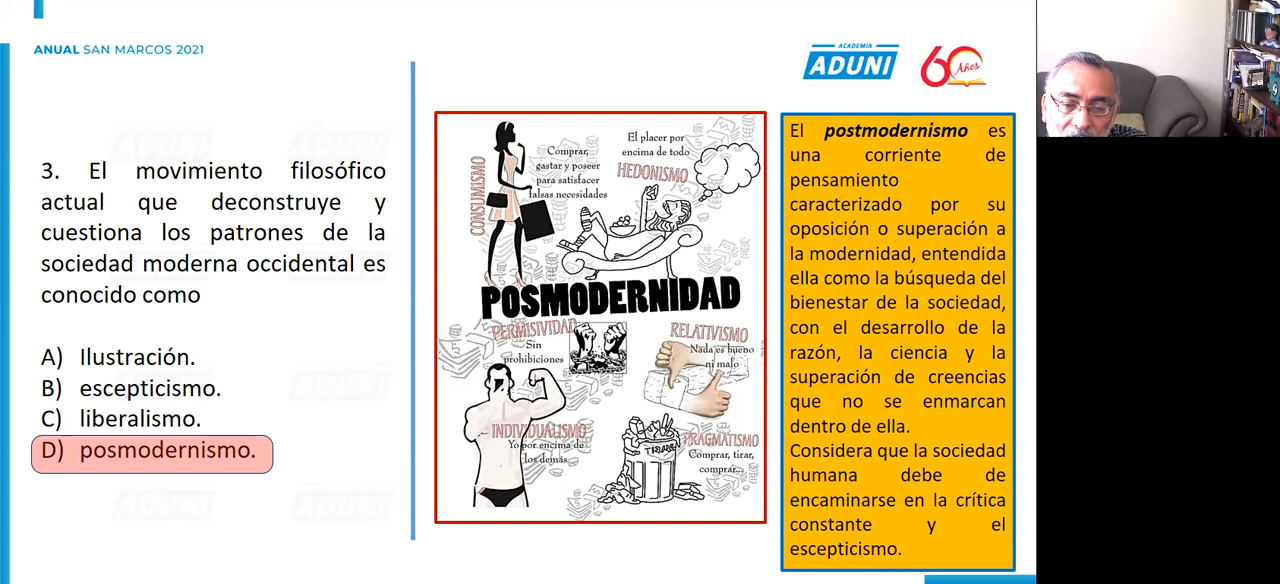 ANUAL SAN MARCOS 2021
ACADEMIA
ADUNI
60 Años
3. El movimiento filosófico
actual que deconstruye y
cuestiona los patrones de la
sociedad moderna occidental es
conocido como
A) Ilustración.
B) escepticismo.
C) liberalismo.
D) posmodernismo.
CONSUMISMO
Comprar,
gastar y poseer
para satisfacer
falsas necesidades
El placer por
encima de todo
HEDONISMO
POSMODERNIDAD
PERMISIVIDAD
Sin
prohibiciones
RELATIVISMO
Nada es bueno
ni malo
INDIVIDUALISMO
Yo por encima de
los demás
PRAGMATISMO
Comprar, tirar,
comprar...
El postmodernismo es
una corriente de
pensamiento
caracterizado por su
oposición o superación a
la modernidad, entendida
ella como la búsqueda del
bienestar de la sociedad,
con el desarrollo de la
razón, la ciencia y la
superación de creencias
que no se enmarcan
dentro de ella.
Considera que la sociedad
humana debe de
encaminarse en la crítica
constante y el
escepticismo.